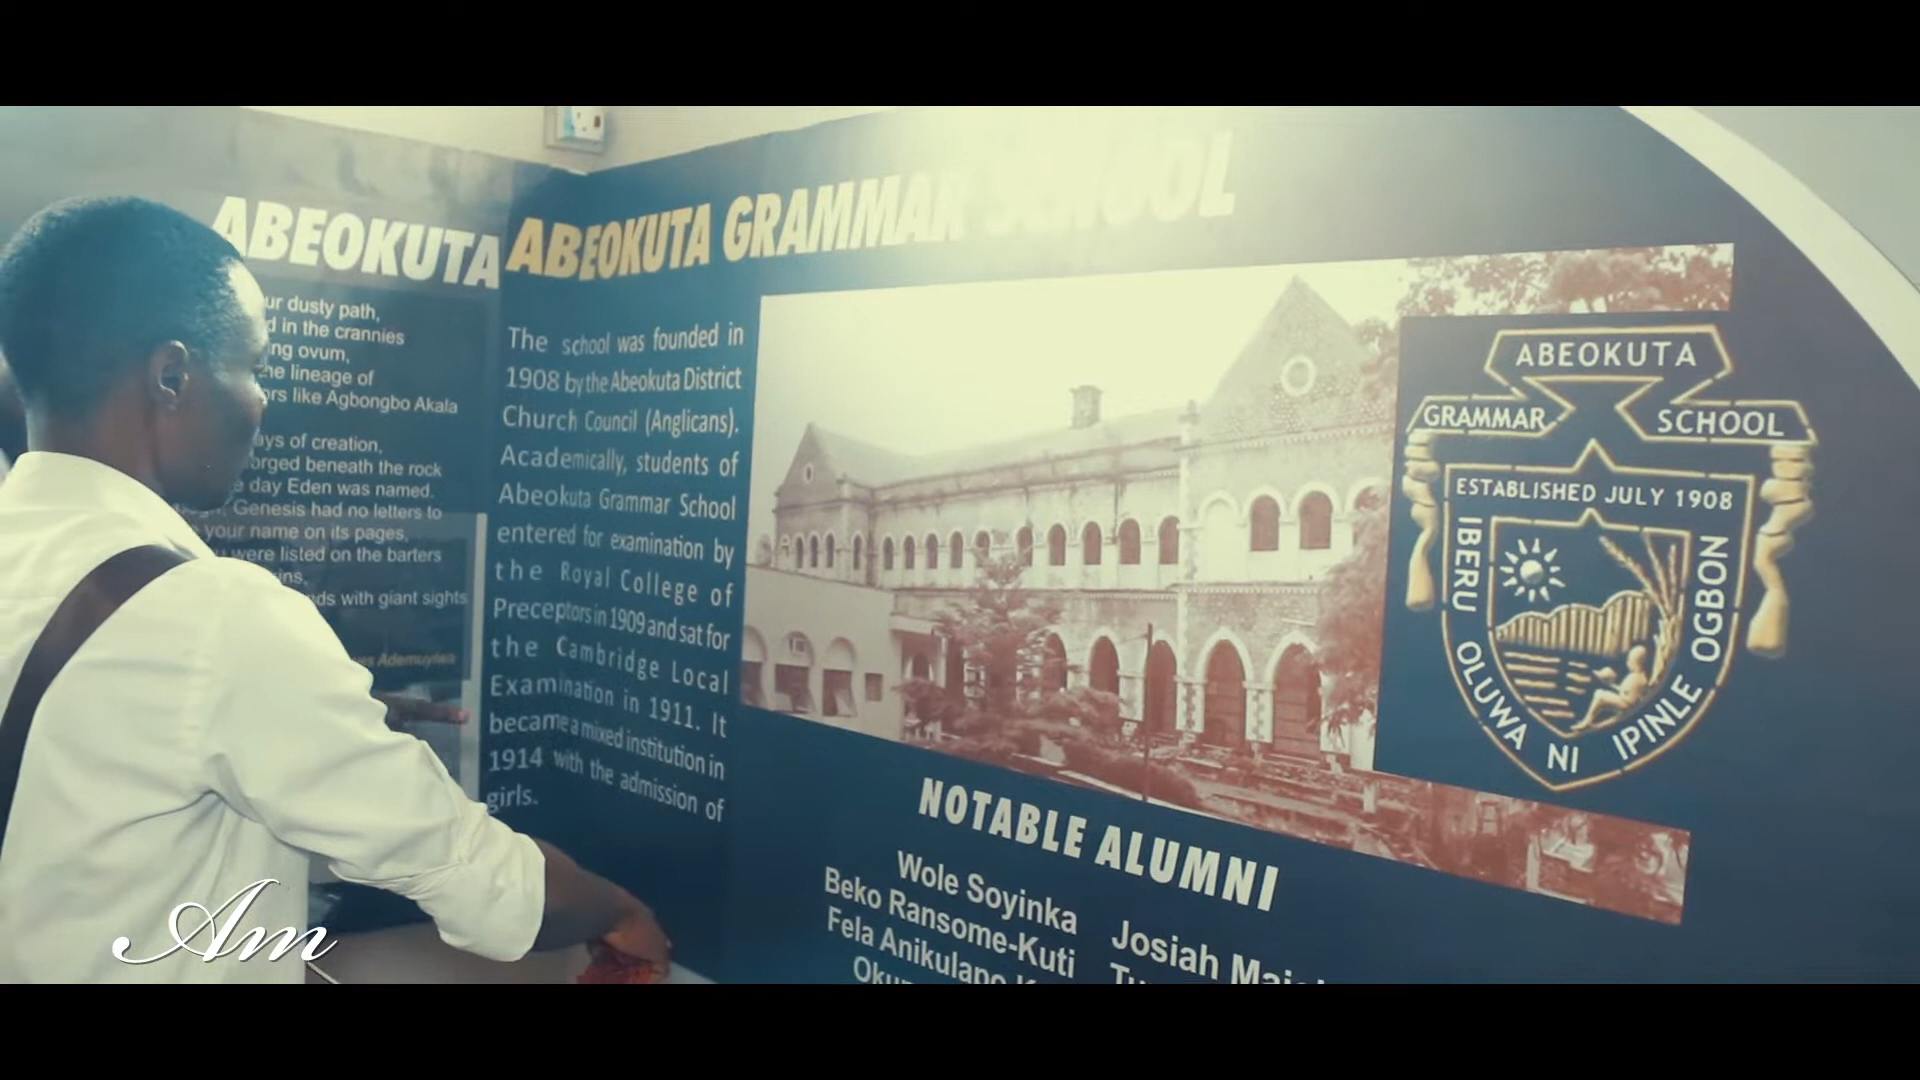 ABEOKUTA
ur dusty path,
d in the crannies
ng ovum,
he lineage of
ors like Agbongbo Akala
ays of creation,
orged beneath the rock
e day Eden was named.
Genesis had no letters to
your name on its pages,
were listed on the barters
ins,
nds with giant sights
Ademuyiwa
ABEOKUTA GRAMMAR SCHOOL
The school was founded in
1908 by the Abeokuta District
Church Council (Anglicans).
Academically, students of
Abeokuta Grammar School
entered for examination by
the Royal College of
Preceptors in 1909 and sat for
the Cambridge Local
Examination in 1911. It
became a mixed institution in
1914 with the admission of
girls.
ABEOKUTA
GRAMMAR SCHOOL
ESTABLISHED JULY 1908
IBERU OLUWA NI IPINLE OGBON
NOTABLE ALUMNI
Wole Soyinka
Beko Ransome-Kuti
Fela Anikulapo
Josiah
Am